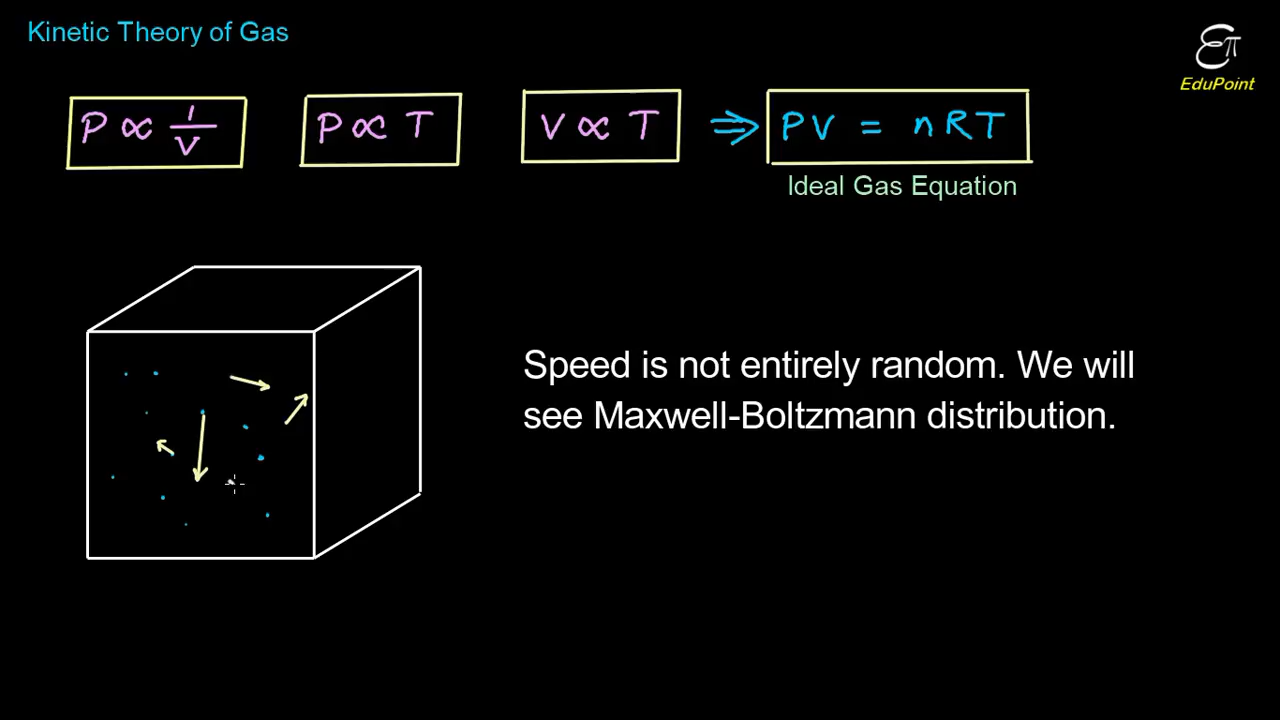 Kinetic Theory of Gas
επ
EduPoint
P ∝ 1/V
P ∝ T
V ∝ T
⇒ PV = nRT
Ideal Gas Equation
Speed is not entirely random. We will
see Maxwell-Boltzmann distribution.